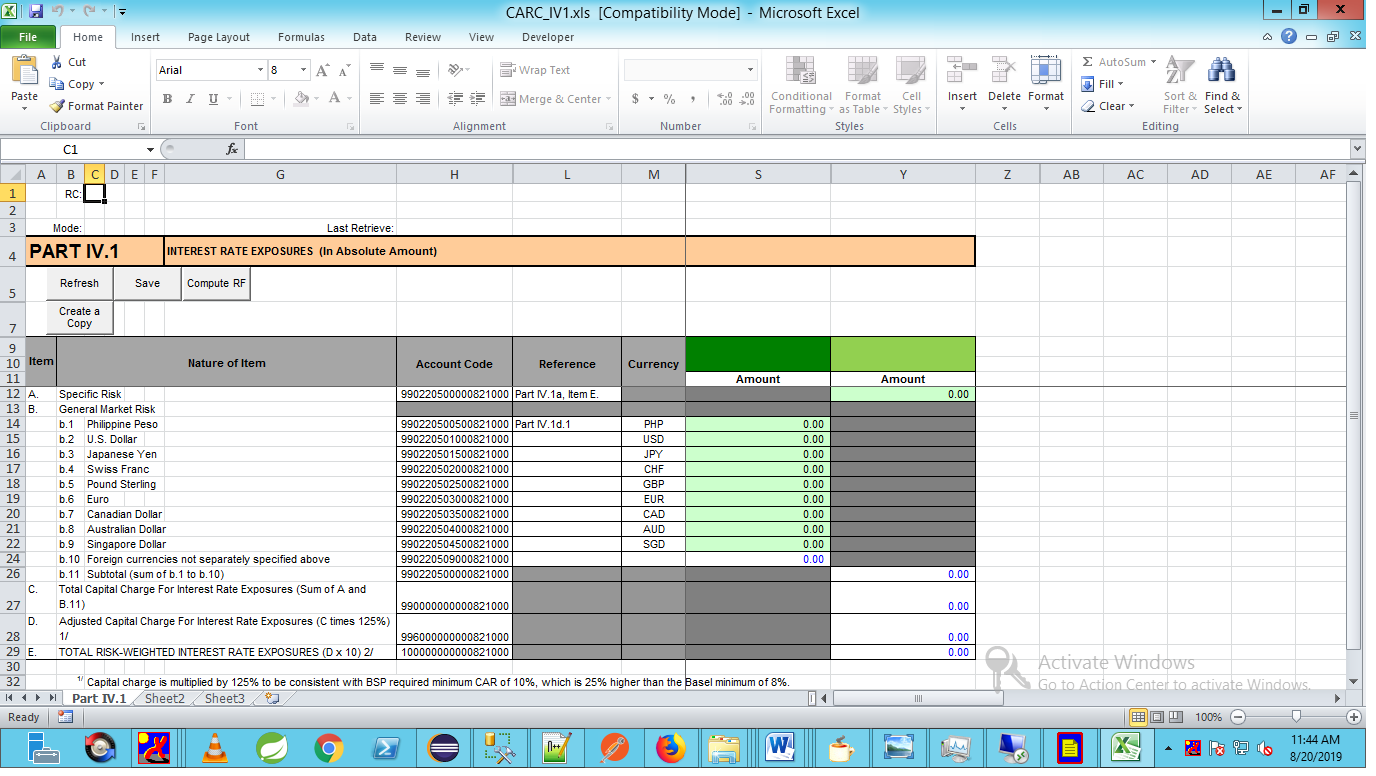 CARC_IV1.xls [Compatibility Mode] - Microsoft Excel
File Home Insert Page Layout Formulas Data Review View Developer
Paste
Cut
Copy
Format Painter
Clipboard
Arial 8
B I U
Font
Wrap Text
Merge & Center
Alignment
$ % ,
Number
Conditional Formatting
Format as Table
Cell Styles
Styles
Insert Delete Format
Cells
Σ AutoSum
Fill
Clear
Sort & Filter
Find & Select
Editing
C1 fx
A B C D E F G H L M S Y Z AB AC AD AE AF
1 RC:
2
3 Mode: Last Retrieve:
4 PART IV.1 INTEREST RATE EXPOSURES (In Absolute Amount)
5 Refresh Save Compute RF
7 Create a Copy
9
10 Item Nature of Item Account Code Reference Currency
11 Amount Amount
12 A. Specific Risk 990220500000821000 Part IV.1a, Item E. 0.00
13 B. General Market Risk
14 b.1 Philippine Peso 990220500500821000 Part IV.1d.1 PHP 0.00
15 b.2 U.S. Dollar 990220501000821000 USD 0.00
16 b.3 Japanese Yen 990220501500821000 JPY 0.00
17 b.4 Swiss Franc 990220502000821000 CHF 0.00
18 b.5 Pound Sterling 990220502500821000 GBP 0.00
19 b.6 Euro 990220503000821000 EUR 0.00
20 b.7 Canadian Dollar 990220503500821000 CAD 0.00
21 b.8 Australian Dollar 990220504000821000 AUD 0.00
22 b.9 Singapore Dollar 990220504500821000 SGD 0.00
24 b.10 Foreign currencies not separately specified above 990220509000821000 0.00
26 b.11 Subtotal (sum of b.1 to b.10) 990220500000821000 0.00
27 C. Total Capital Charge For Interest Rate Exposures (Sum of A and B.11) 990000000000821000 0.00
28 D. Adjusted Capital Charge For Interest Rate Exposures (C times 125%) 1/ 996000000000821000 0.00
29 E. TOTAL RISK-WEIGHTED INTEREST RATE EXPOSURES (D x 10) 2/ 100000000000821000 0.00
30
32 1/ Capital charge is multiplied by 125% to be consistent with BSP required minimum CAR of 10%, which is 25% higher than the Basel minimum of 8%.
Activate Windows
Go to Action Center to activate Windows.
Part IV.1 Sheet2 Sheet3
Ready 100%
11:44 AM
8/20/2019